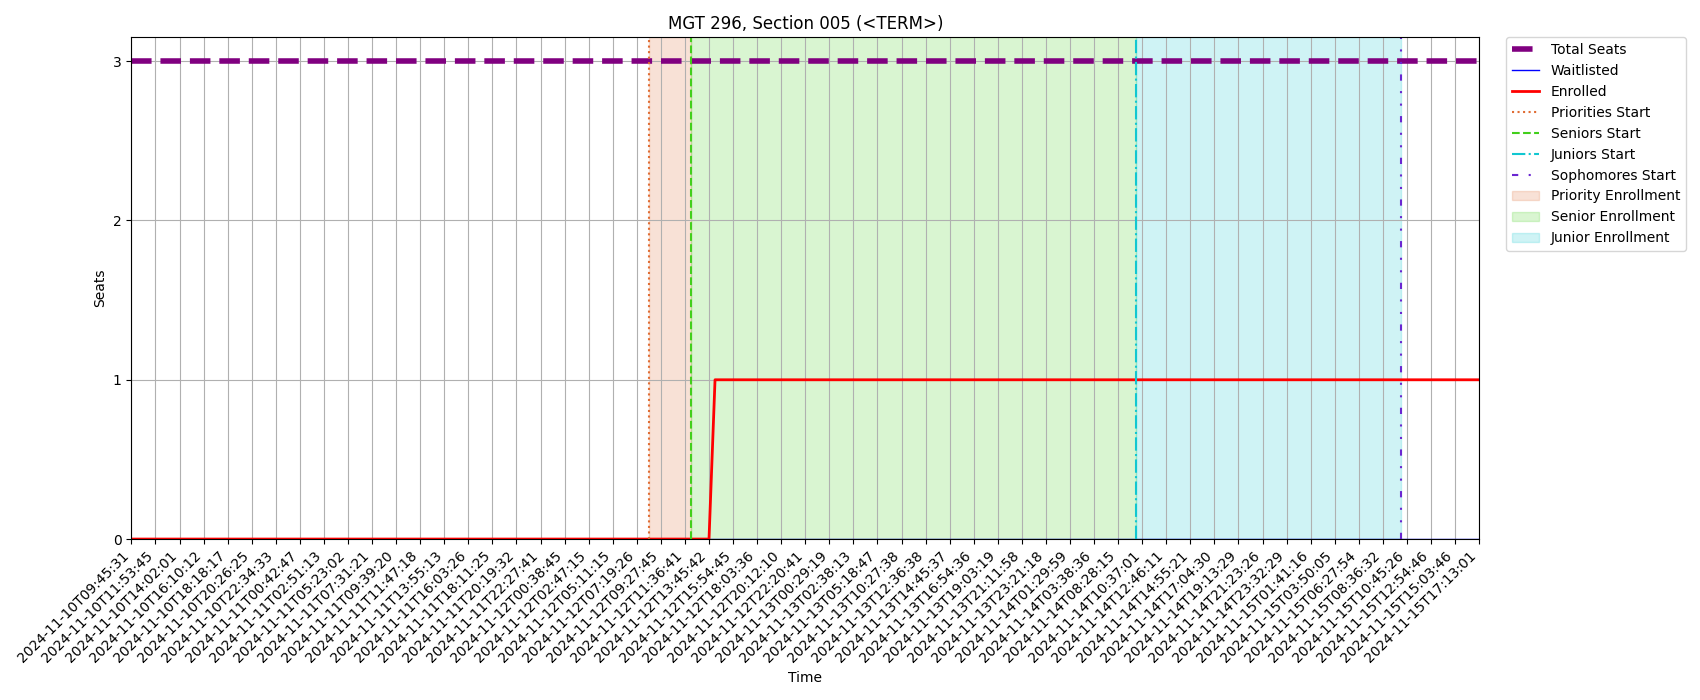 MGT 296, Section 005 (<TERM>)
3
2
1
0
Seats
2024-11-10T09:45:31
2024-11-10T11:53:45
2024-11-10T14:02:01
2024-11-10T16:10:12
2024-11-10T18:18:17
2024-11-10T20:26:25
2024-11-10T22:34:33
2024-11-11T00:42:47
2024-11-11T02:51:13
2024-11-11T05:23:02
2024-11-11T07:31:21
2024-11-11T09:39:20
2024-11-11T11:47:18
2024-11-11T13:55:13
2024-11-11T16:03:26
2024-11-11T18:11:25
2024-11-11T20:19:32
2024-11-11T22:27:41
2024-11-12T00:38:45
2024-11-12T02:47:15
2024-11-12T05:11:15
2024-11-12T07:19:26
2024-11-12T09:27:45
2024-11-12T11:36:41
2024-11-12T13:45:42
2024-11-12T15:54:45
2024-11-12T18:03:36
2024-11-12T20:12:10
2024-11-12T22:20:41
2024-11-13T00:29:19
2024-11-13T02:38:13
2024-11-13T05:18:47
2024-11-13T10:27:38
2024-11-13T12:36:38
2024-11-13T14:45:37
2024-11-13T16:54:36
2024-11-13T19:03:19
2024-11-13T21:11:58
2024-11-13T23:21:18
2024-11-14T01:29:59
2024-11-14T03:38:36
2024-11-14T08:28:15
2024-11-14T10:37:01
2024-11-14T12:46:11
2024-11-14T14:55:21
2024-11-14T17:04:30
2024-11-14T19:13:29
2024-11-14T21:23:26
2024-11-14T23:32:29
2024-11-15T01:41:16
2024-11-15T03:50:05
2024-11-15T06:27:54
2024-11-15T08:36:32
2024-11-15T10:45:26
2024-11-15T12:54:46
2024-11-15T15:03:46
2024-11-15T17:13:01
Time
Total Seats
Waitlisted
Enrolled
Priorities Start
Seniors Start
Juniors Start
Sophomores Start
Priority Enrollment
Senior Enrollment
Junior Enrollment